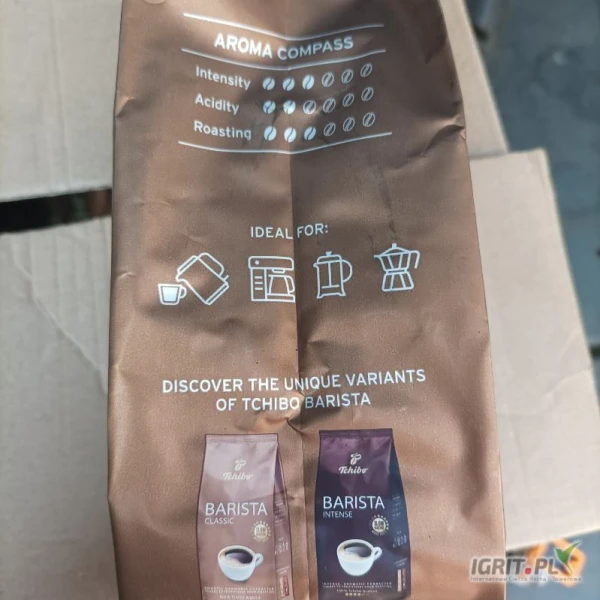 AROMA COMPASS
Intensity
Acidity
Roasting
IDEAL FOR:
DISCOVER THE UNIQUE VARIANTS
OF TCHIBO BARISTA
Tchibo
BARISTA
CLASSIC
Tchibo
BARISTA
INTENSE
IGRIT.PL